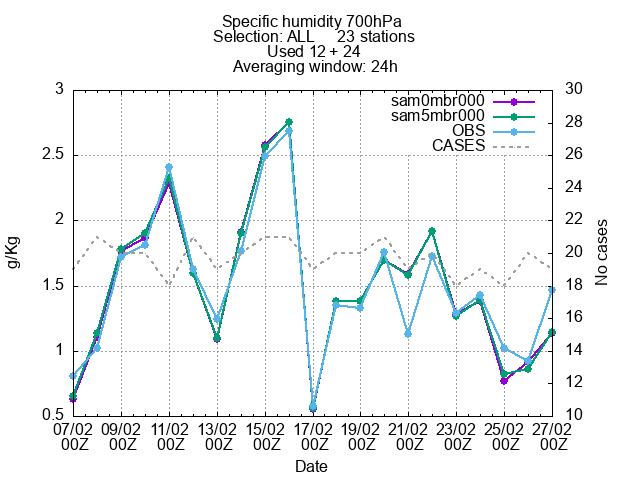 Specific humidity 700hPa
Selection: ALL 23 stations
Used 12 + 24
Averaging window: 24h
3
2.5
2
1.5
1
0.5
g/Kg
30
28
26
24
22
20
18
16
14
12
10
No cases
sam0mbr000
sam5mbr000
OBS
CASES
07/02 09/02 11/02 13/02 15/02 17/02 19/02 21/02 23/02 25/02 27/02
00Z 00Z 00Z 00Z 00Z 00Z 00Z 00Z 00Z 00Z 00Z
Date